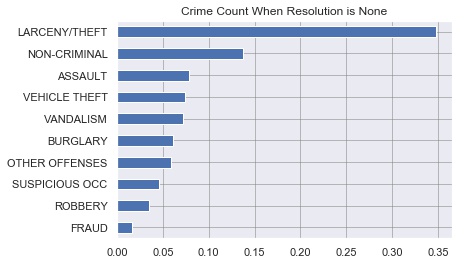 Crime Count When Resolution is None
LARCENY/THEFT
NON-CRIMINAL
ASSAULT
VEHICLE THEFT
VANDALISM
BURGLARY
OTHER OFFENSES
SUSPICIOUS OCC
ROBBERY
FRAUD
0.00 0.05 0.10 0.15 0.20 0.25 0.30 0.35